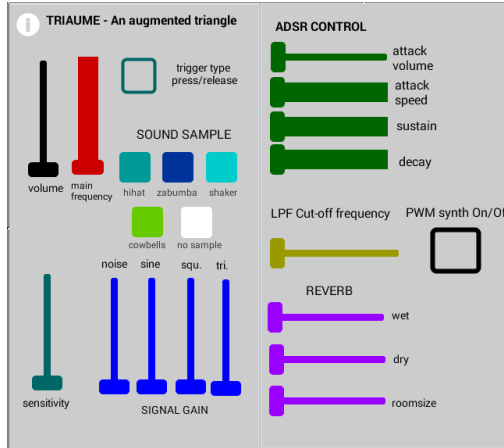 i
TRIAUME - An augmented triangle
trigger type
press/release
volume
main
frequency
SOUND SAMPLE
hihat
zabumba
shaker
cowbells
no sample
noise
sine
squ.
tri.
sensitivity
SIGNAL GAIN
ADSR CONTROL
attack
volume
attack
speed
sustain
decay
LPF Cut-off frequency
PWM synth On/Of
REVERB
wet
dry
roomsize